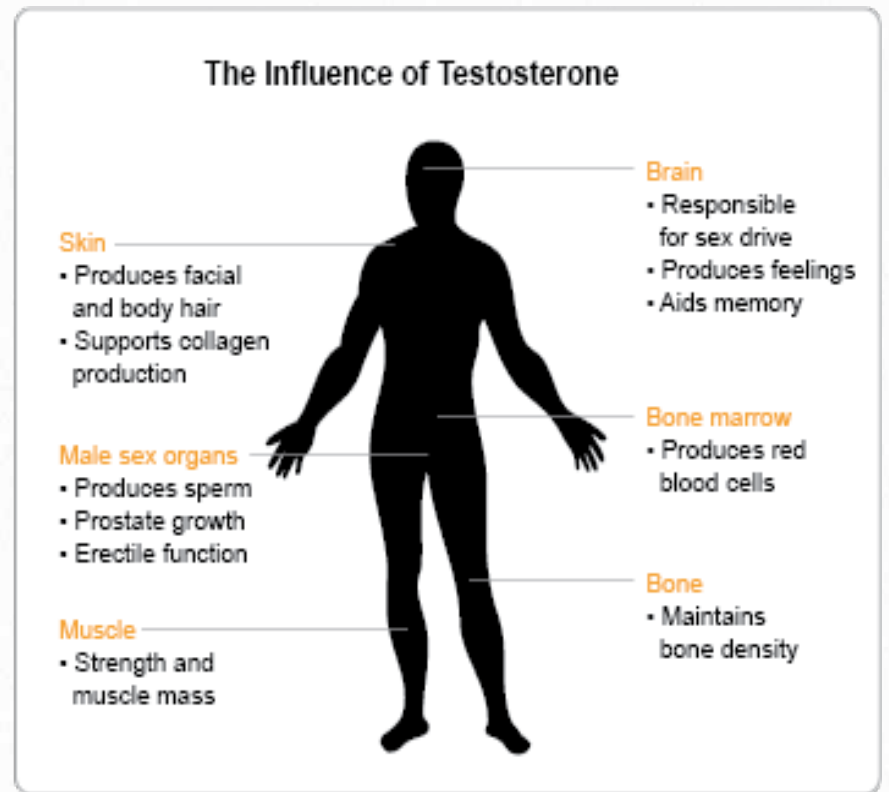 The Influence of Testosterone
Skin
▪ Produces facial
and body hair
▪ Supports collagen
production
Male sex organs
▪ Produces sperm
▪ Prostate growth
▪ Erectile function
Muscle
▪ Strength and
muscle mass
Brain
▪ Responsible
for sex drive
▪ Produces feelings
▪ Aids memory
Bone marrow
▪ Produces red
blood cells
Bone
▪ Maintains
bone density